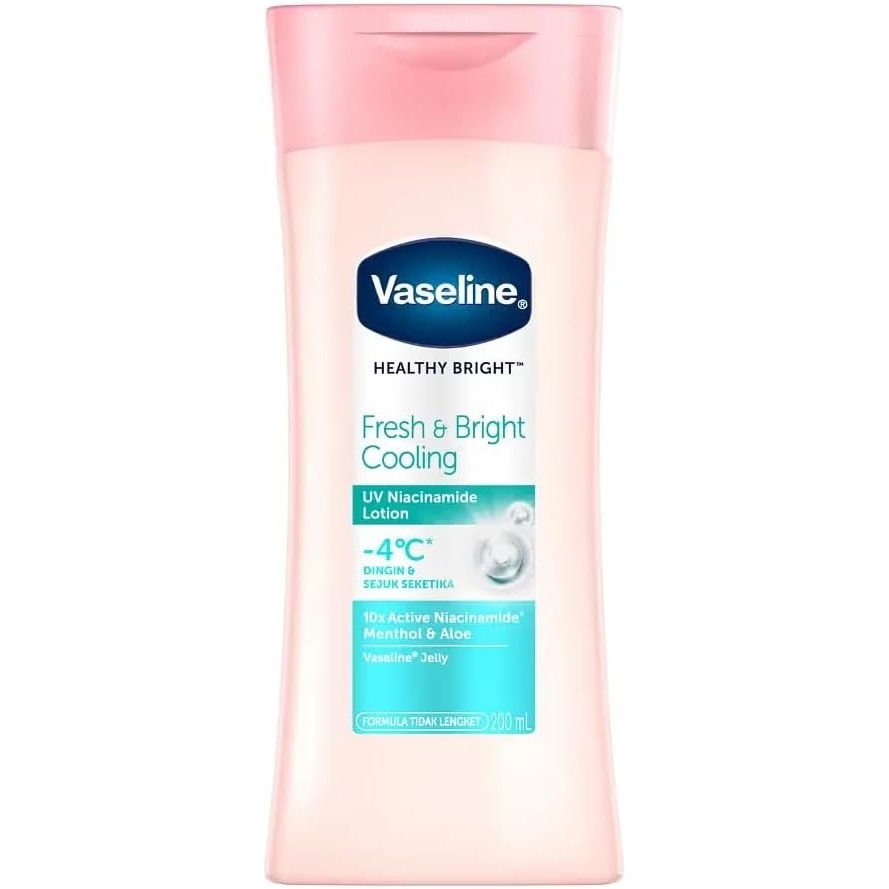 Vaseline®
HEALTHY BRIGHT™
Fresh & Bright
Cooling
UV Niacinamide
Lotion
-4°C*
DINGIN &
SEJUK SEKETIKA
10x Active Niacinamide*
Menthol & Aloe
Vaseline® Jelly
FORMULA TIDAK LENGKET 200 mL